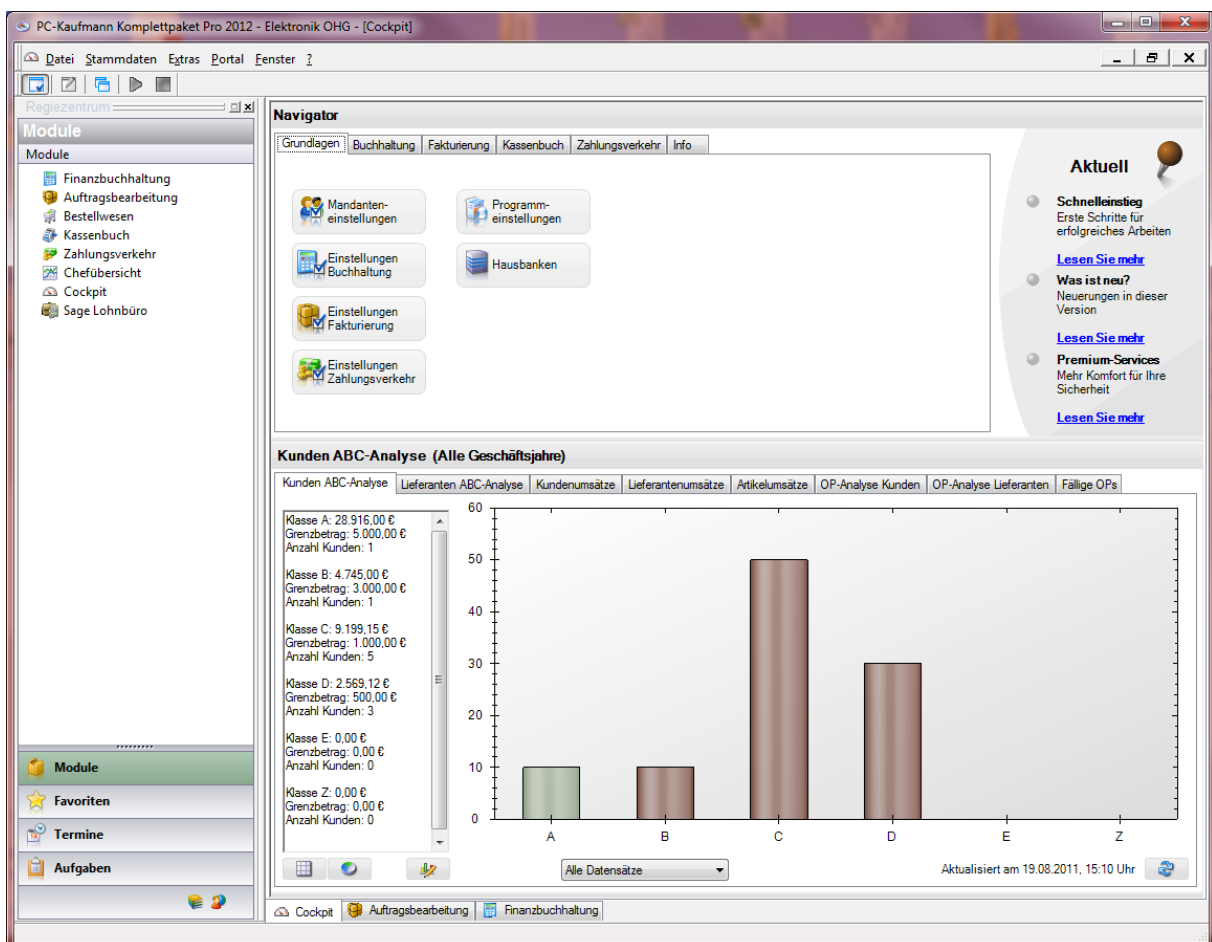 PC-Kaufmann Komplettpaket Pro 2012 - Elektronik OHG - [Cockpit]
Datei Stammdaten Extras Portal Fenster ?
Regiezentrum
Module
Module
Finanzbuchhaltung
Auftragsbearbeitung
Bestellwesen
Kassenbuch
Zahlungsverkehr
Chefübersicht
Cockpit
Sage Lohnbüro
Module
Favoriten
Termine
Aufgaben
Navigator
Grundlagen Buchhaltung Fakturierung Kassenbuch Zahlungsverkehr Info
Mandanten-
einstellungen
Programm-
einstellungen
Einstellungen
Buchhaltung
Hausbanken
Einstellungen
Fakturierung
Einstellungen
Zahlungsverkehr
Aktuell
Schnelleinstieg
Erste Schritte für
erfolgreiches Arbeiten
Lesen Sie mehr
Was ist neu?
Neuerungen in dieser
Version
Lesen Sie mehr
Premium-Services
Mehr Komfort für Ihre
Sicherheit
Lesen Sie mehr
Kunden ABC-Analyse (Alle Geschäftsjahre)
Kunden ABC-Analyse Lieferanten ABC-Analyse Kundenumsätze Lieferantenumsätze Artikelumsätze OP-Analyse Kunden OP-Analyse Lieferanten Fällige OPs
Klasse A: 28.916,00 €
Grenzbetrag: 5.000,00 €
Anzahl Kunden: 1
Klasse B: 4.745,00 €
Grenzbetrag: 3.000,00 €
Anzahl Kunden: 1
Klasse C: 9.199,15 €
Grenzbetrag: 1.000,00 €
Anzahl Kunden: 5
Klasse D: 2.569,12 €
Grenzbetrag: 500,00 €
Anzahl Kunden: 3
Klasse E: 0,00 €
Grenzbetrag: 0,00 €
Anzahl Kunden: 0
Klasse Z: 0,00 €
Grenzbetrag: 0,00 €
Anzahl Kunden: 0
60
50
40
30
20
10
0
A B C D E Z
Alle Datensätze
Aktualisiert am 19.08.2011, 15:10 Uhr
Cockpit Auftragsbearbeitung Finanzbuchhaltung